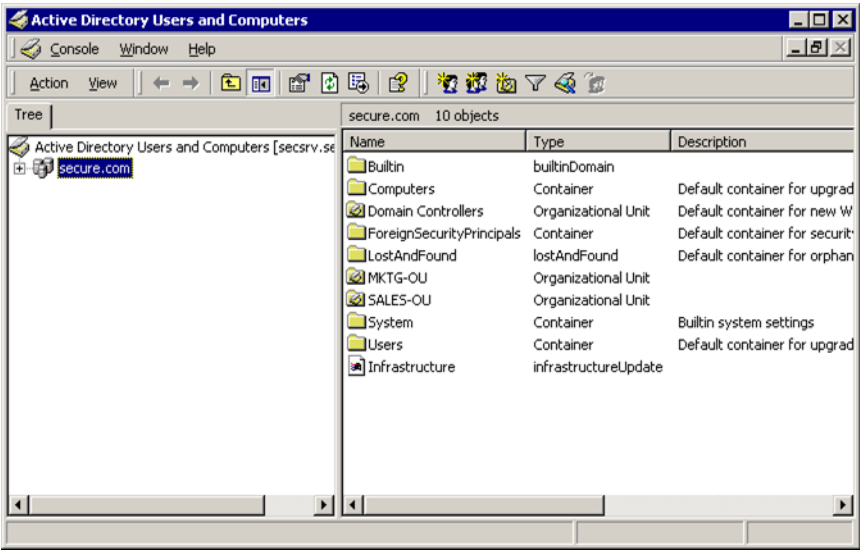 Active Directory Users and Computers
Console Window Help
Action View
Tree
secure.com 10 objects
Active Directory Users and Computers [secsrv.se
secure.com
Name Type Description
Builtin builtinDomain
Computers Container Default container for upgrad
Domain Controllers Organizational Unit Default container for new W
ForeignSecurityPrincipals Container Default container for securit
LostAndFound lostAndFound Default container for orphan
MKTG-OU Organizational Unit
SALES-OU Organizational Unit
System Container Builtin system settings
Users Container Default container for upgrad
Infrastructure infrastructureUpdate